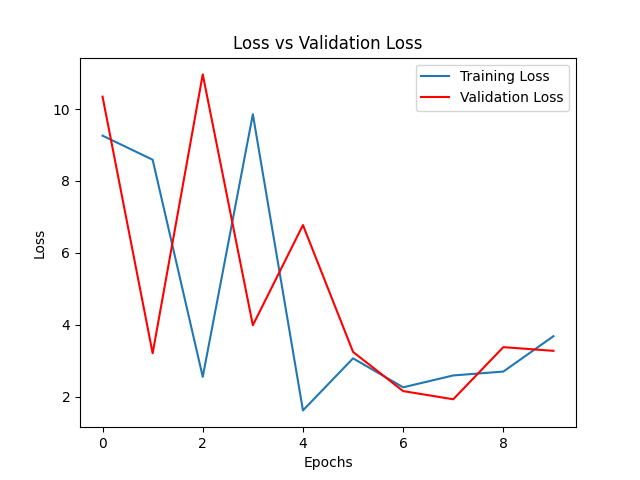 Loss vs Validation Loss
Training Loss
Validation Loss
10
8
6
4
2
Loss
0 2 4 6 8
Epochs